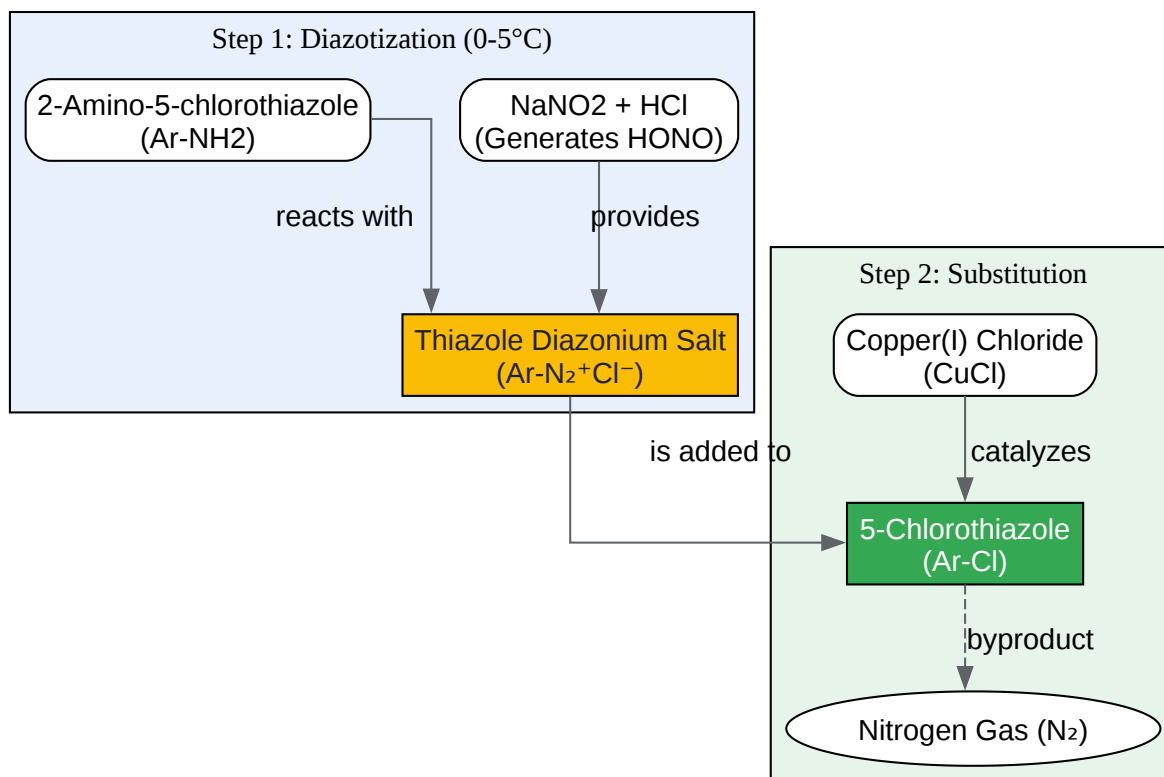 Step 1: Diazotization (0-5°C)
2-Amino-5-chlorothiazole
(Ar-NH2)
NaNO2 + HCl
(Generates HONO)
reacts with
provides
Thiazole Diazonium Salt
(Ar-N₂⁺Cl⁻)
Step 2: Substitution
Copper(I) Chloride
(CuCl)
is added to
catalyzes
5-Chlorothiazole
(Ar-Cl)
byproduct
Nitrogen Gas (N₂)